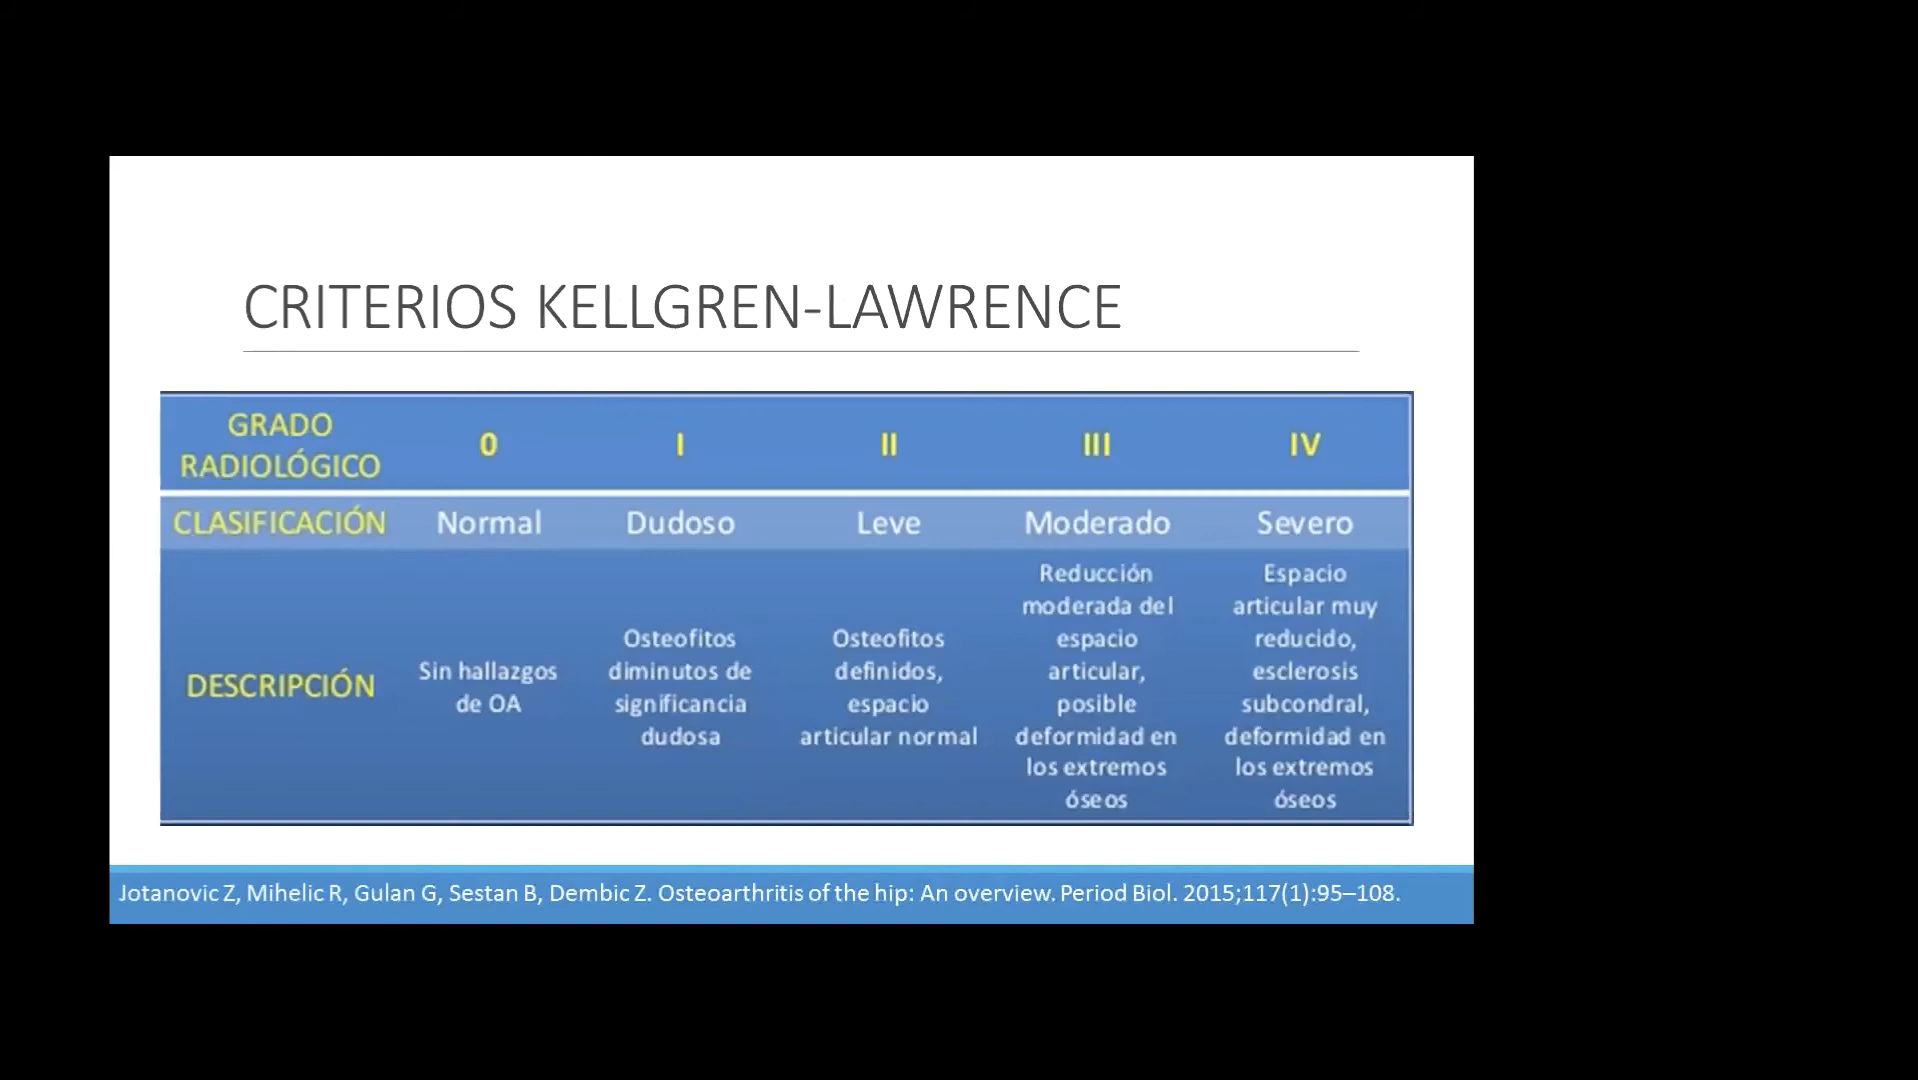 CRITERIOS KELLGREN-LAWRENCE
GRADO
RADIOLÓGICO
0
I
II
III
IV
CLASIFICACIÓN
Normal
Dudoso
Leve
Moderado
Severo
DESCRIPCIÓN
Sin hallazgos
de OA
Osteofitos
diminutos de
significancia
dudosa
Osteofitos
definidos,
espacio
articular normal
Reducción
moderada del
espacio
articular,
posible
deformidad en
los extremos
óseos
Espacio
articular muy
reducido,
esclerosis
subcondral,
deformidad en
los extremos
óseos
Jotanovic Z, Mihelic R, Gulan G, Sestan B, Dembic Z. Osteoarthritis of the hip: An overview. Period Biol. 2015;117(1):95–108.